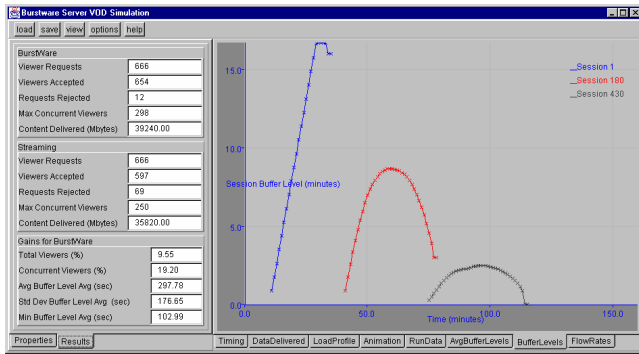 Burstware Server VOD Simulation
load save view options help
BurstWare
Viewer Requests 666
Viewers Accepted 654
Requests Rejected 12
Max Concurrent Viewers 298
Content Delivered (Mbytes) 39240.00
Streaming
Viewer Requests 666
Viewers Accepted 597
Requests Rejected 69
Max Concurrent Viewers 250
Content Delivered (Mbytes) 35820.00
Gains for BurstWare
Total Viewers (%) 9.55
Concurrent Viewers (%) 19.20
Avg Buffer Level Avg (sec) 297.78
Std Dev Buffer Level Avg (sec) 176.65
Min Buffer Level Avg (sec) 102.99
Properties Results
15.0
10.0
5.0
0.0
Session Buffer Level (minutes)
Session 1
Session 180
Session 430
0.0 50.0 100.0 150.0
Time (minutes)
Timing DataDelivered LoadProfile Animation RunData AvgBufferLevels BufferLevels FlowRates